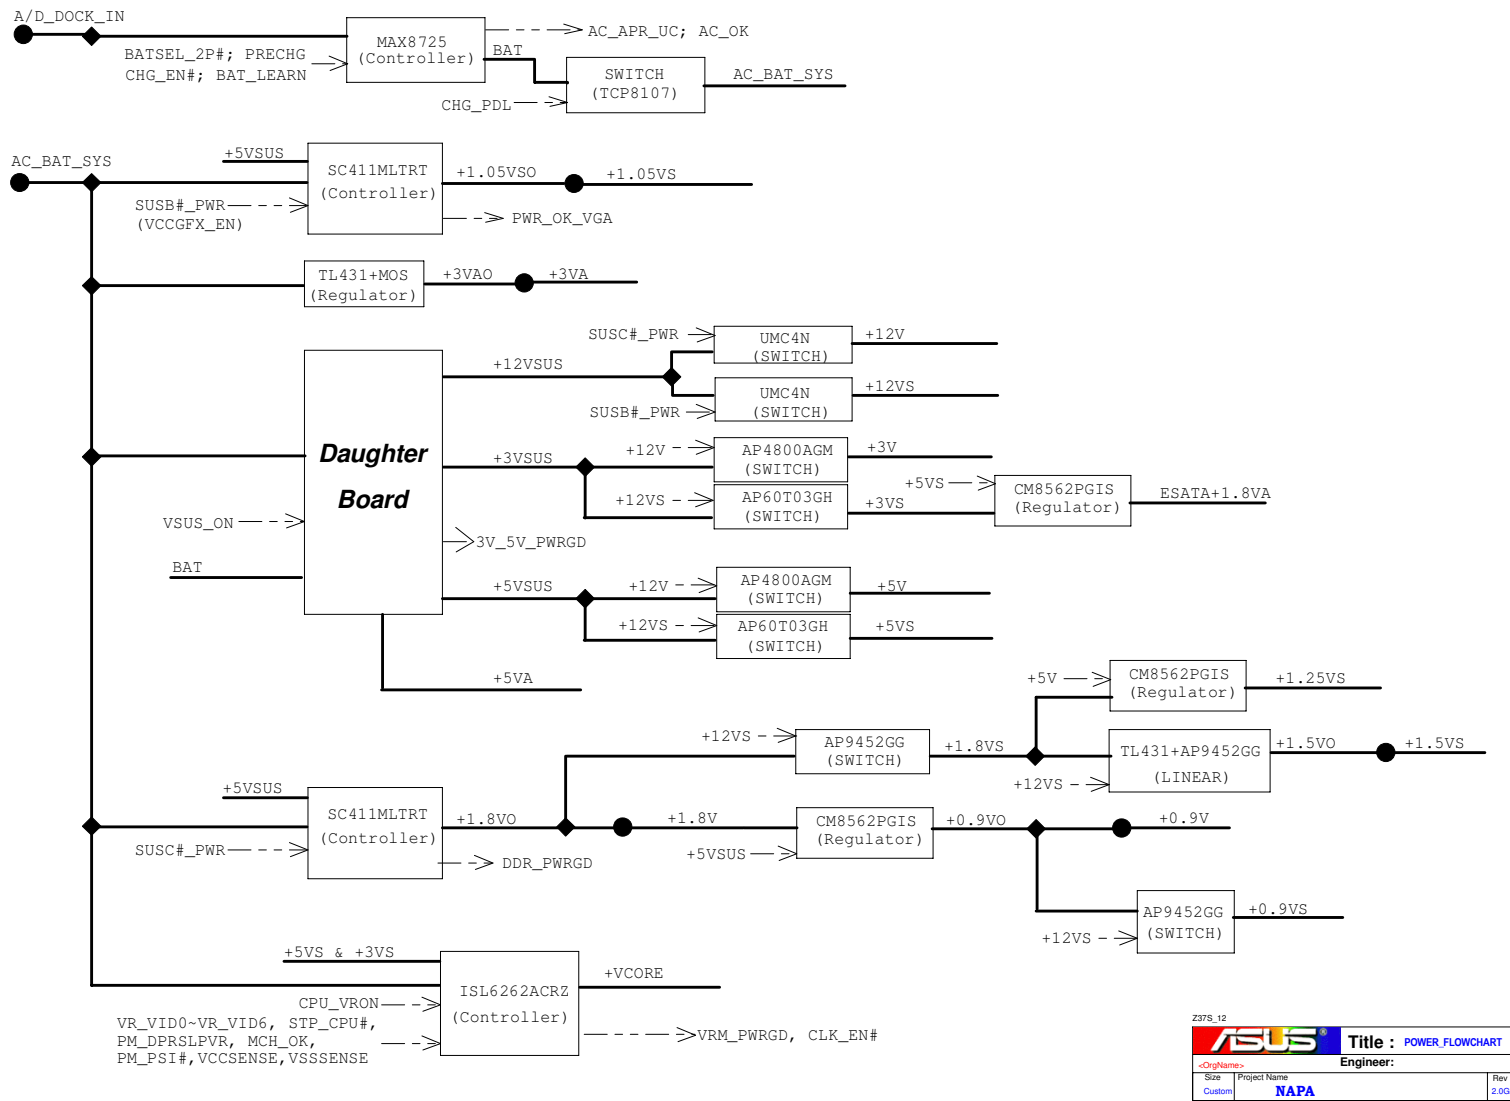 A/D_DOCK_IN
MAX8725
(Controller)
AC_APR_UC; AC_OK
BATSEL_2P#; PRECHG
CHG_EN#; BAT_LEARN
BAT
SWITCH
(TCP8107)
AC_BAT_SYS
CHG_PDL
AC_BAT_SYS
+5VSUS
SC411MLTRT
(Controller)
+1.05VSO
+1.05VS
SUSB#_PWR
(VCCGFX_EN)
PWR_OK_VGA
TL431+MOS
(Regulator)
+3VAO
+3VA
SUSC#_PWR
UMC4N
(SWITCH)
+12V
+12VSUS
UMC4N
(SWITCH)
+12VS
SUSB#_PWR
Daughter
Board
+12V
AP4800AGM
(SWITCH)
+3V
+3VSUS
+12VS
AP60T03GH
(SWITCH)
+3VS
+5VS
CM8562PGIS
(Regulator)
ESATA+1.8VA
VSUS_ON
3V_5V_PWRGD
BAT
+5VSUS
+12V
AP4800AGM
(SWITCH)
+5V
+12VS
AP60T03GH
(SWITCH)
+5VS
+5VA
+5V
CM8562PGIS
(Regulator)
+1.25VS
+12VS
AP9452GG
(SWITCH)
+1.8VS
TL431+AP9452GG
(LINEAR)
+1.5VO
+1.5VS
+12VS
+5VSUS
SC411MLTRT
(Controller)
+1.8VO
+1.8V
CM8562PGIS
(Regulator)
+0.9VO
+0.9V
SUSC#_PWR
DDR_PWRGD
+5VSUS
AP9452GG
(SWITCH)
+0.9VS
+12VS
+5VS & +3VS
ISL6262ACRZ
(Controller)
+VCORE
CPU_VRON
VR_VID0~VR_VID6, STP_CPU#,
PM_DPRSLPVR, MCH_OK,
PM_PSI#,VCCSENSE,VSSSENSE
VRM_PWRGD, CLK_EN#
Z37S_12
ASUS®
Title : POWER_FLOWCHART
<OrgName>
Engineer:
Size
Project Name
Rev
Custom
NAPA
2.0G